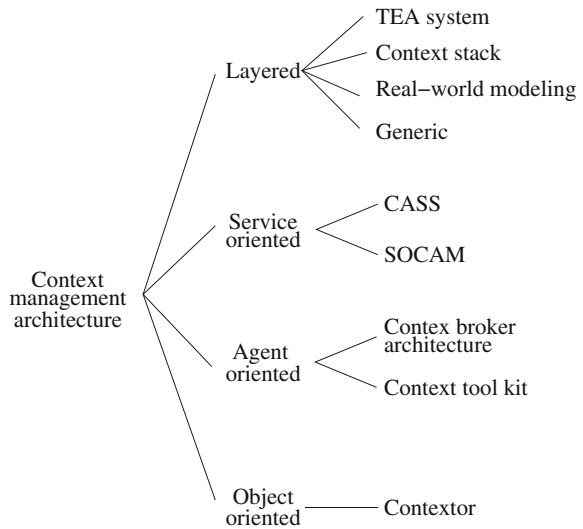 TEA system
Context stack
Layered
Real-world modeling
Generic
CASS
Service
oriented
SOCAM
Context
management
architecture
Contex broker
architecture
Agent
oriented
Context tool kit
Object
oriented
Contextor